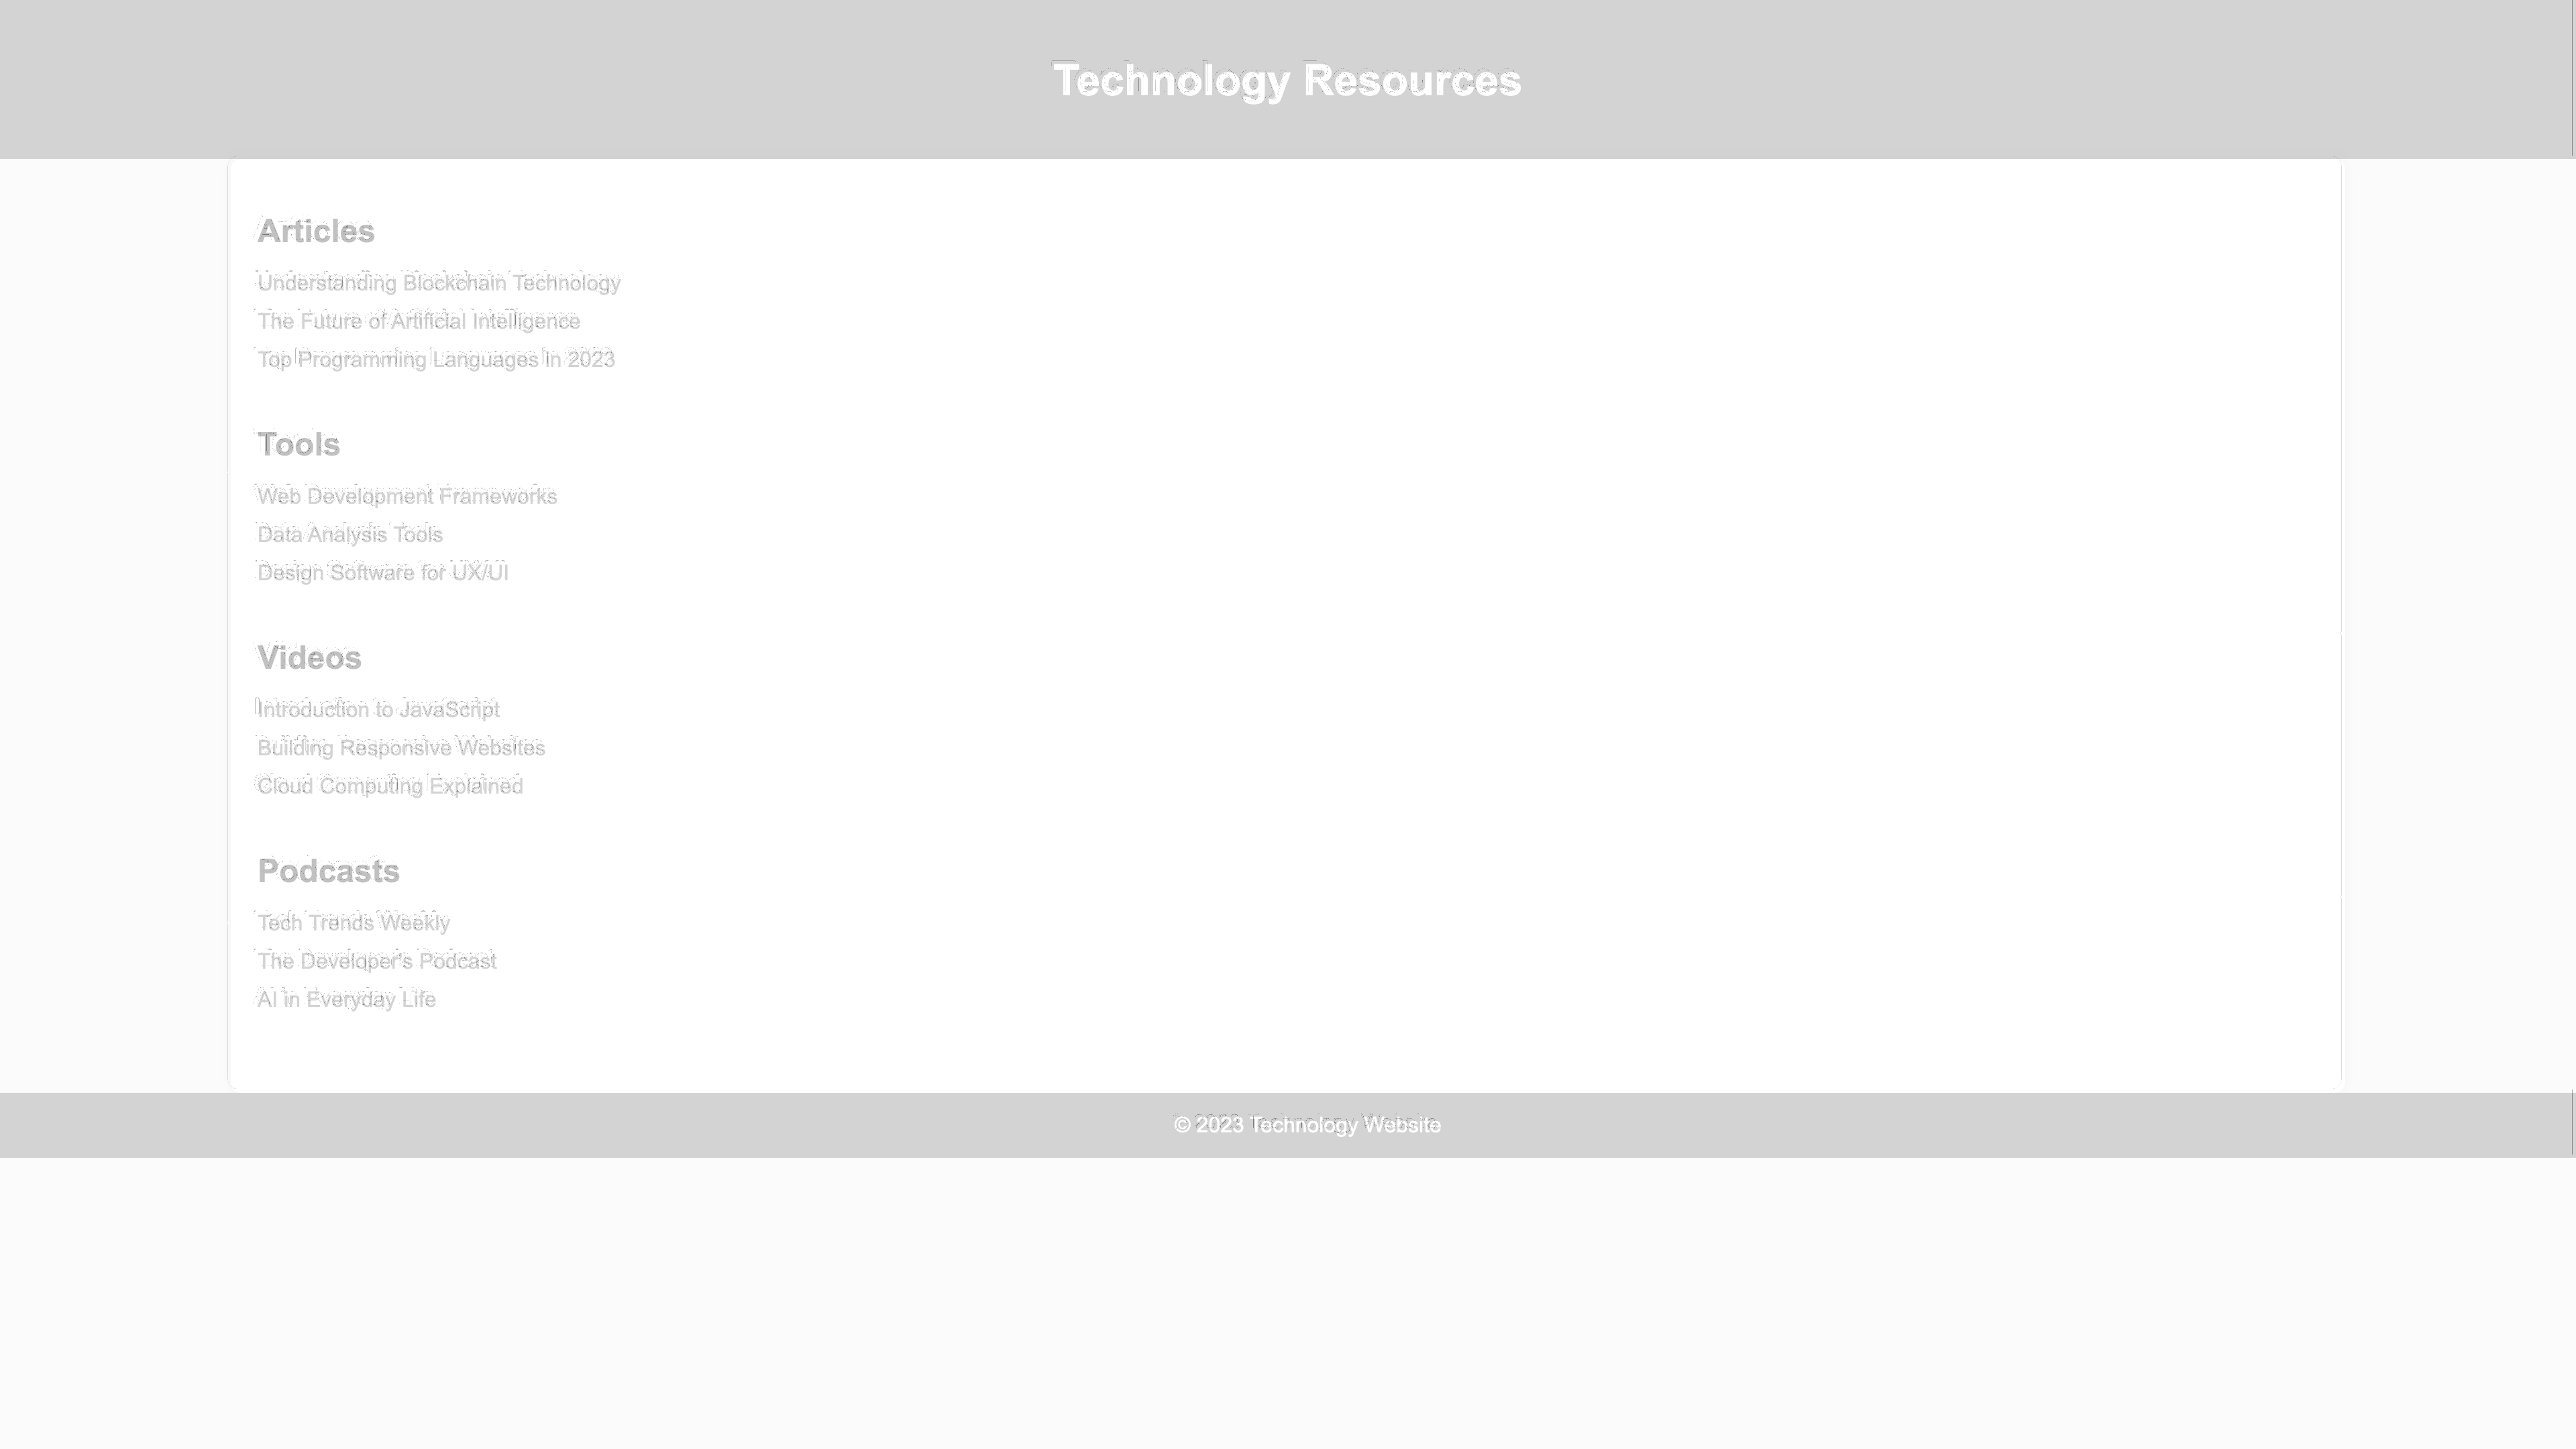 Technology Resources
Articles
Understanding Blockchain Technology
The Future of Artificial Intelligence
Top Programming Languages in 2023
Tools
Web Development Frameworks
Data Analysis Tools
Design Software for UX/UI
Videos
Introduction to JavaScript
Building Responsive Websites
Cloud Computing Explained
Podcasts
Tech Trends Weekly
The Developer's Podcast
AI in Everyday Life
© 2023 Technology Website